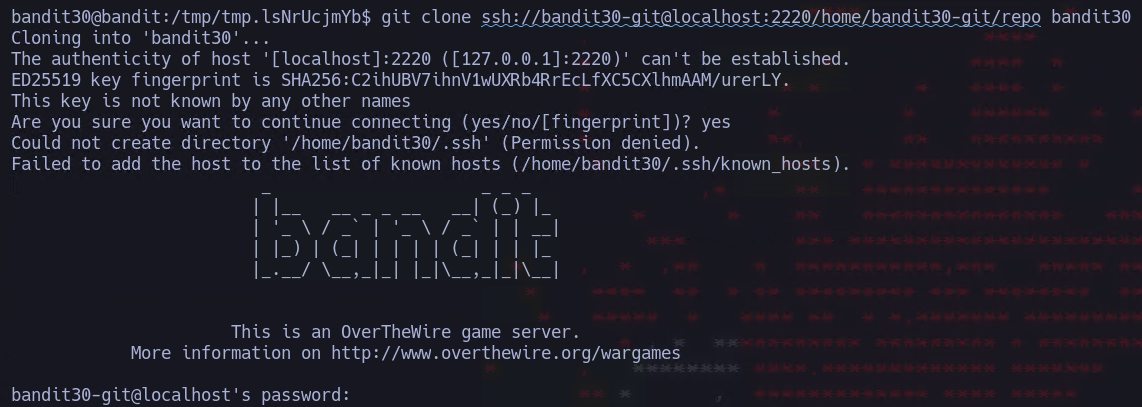 bandit30@bandit:/tmp/tmp.lsNrUcjmYb$ git clone ssh://bandit30-git@localhost:2220/home/bandit30-git/repo bandit30
Cloning into 'bandit30'...
The authenticity of host '[localhost]:2220 ([127.0.0.1]:2220)' can't be established.
ED25519 key fingerprint is SHA256:C2ihUBV7ihnV1wUXRb4RrEcLfXC5CXlhmAAM/urerLY.
This key is not known by any other names
Are you sure you want to continue connecting (yes/no/[fingerprint])? yes
Could not create directory '/home/bandit30/.ssh' (Permission denied).
Failed to add the host to the list of known hosts (/home/bandit30/.ssh/known_hosts).
bandit
This is an OverTheWire game server.
More information on http://www.overthewire.org/wargames
bandit30-git@localhost's password: